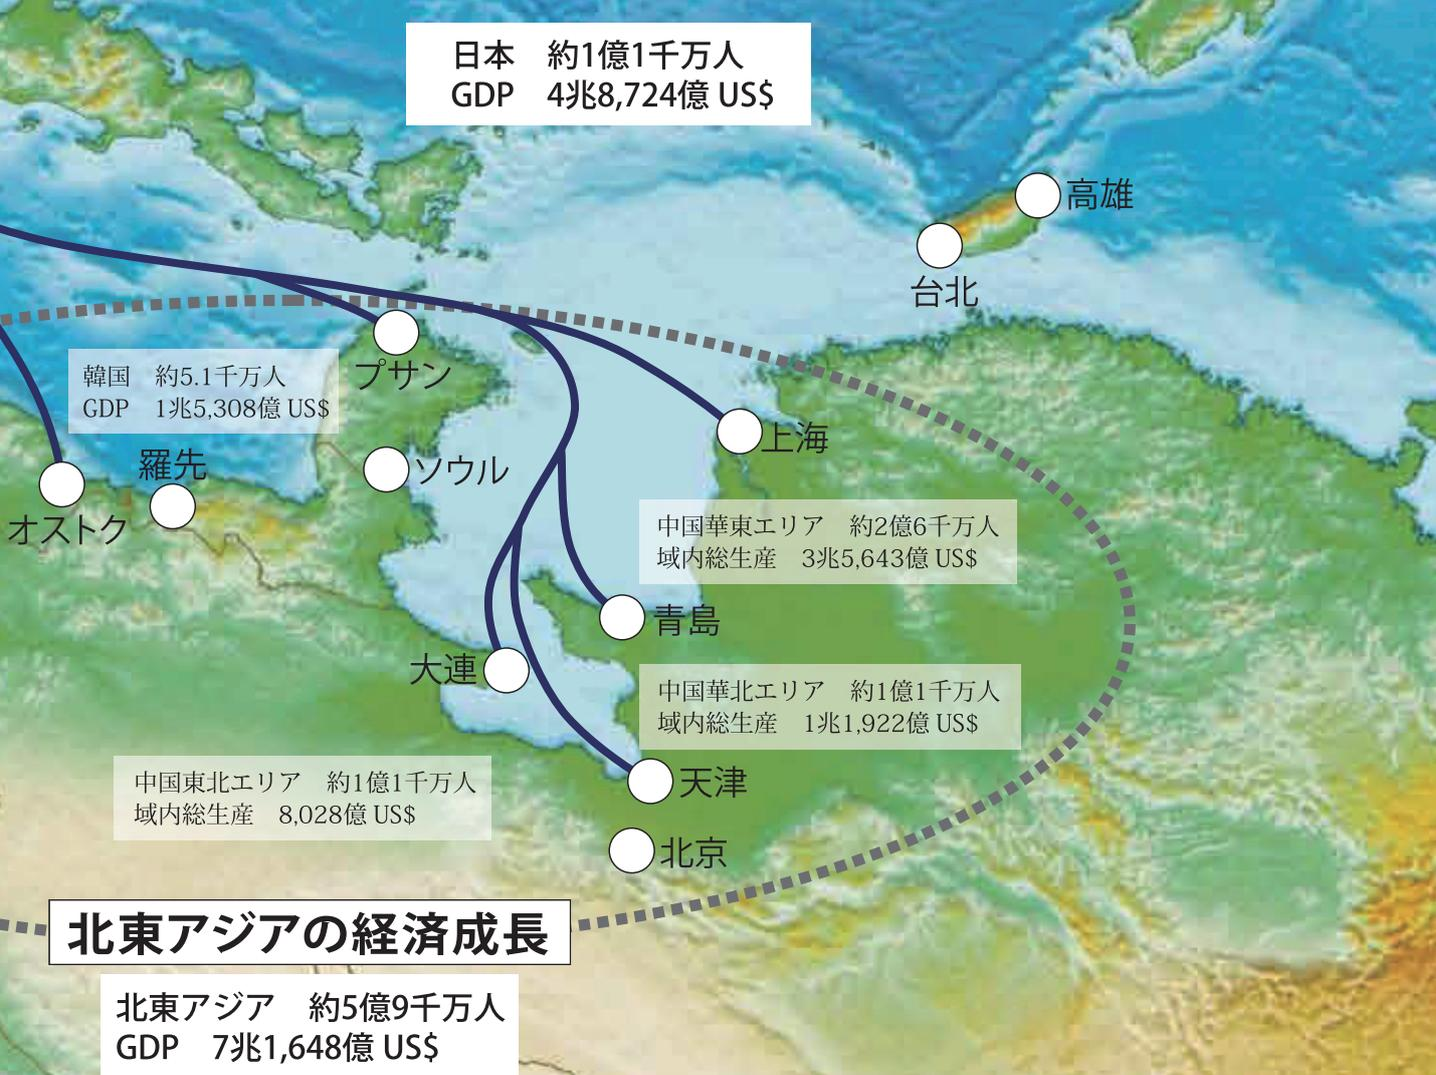 日本　約1億1千万人
GDP　4兆8,724億 US$
高雄
台北
プサン
韓国　約5.1千万人
GDP　1兆5,308億 US$
羅先
ソウル
オストク
上海
中国華東エリア　約2億6千万人
域内総生産　3兆5,643億 US$
青島
大連
中国華北エリア　約1億1千万人
域内総生産　1兆1,922億 US$
天津
中国東北エリア　約1億1千万人
域内総生産　8,028億 US$
北京
北東アジアの経済成長
北東アジア　約5億9千万人
GDP　7兆1,648億 US$